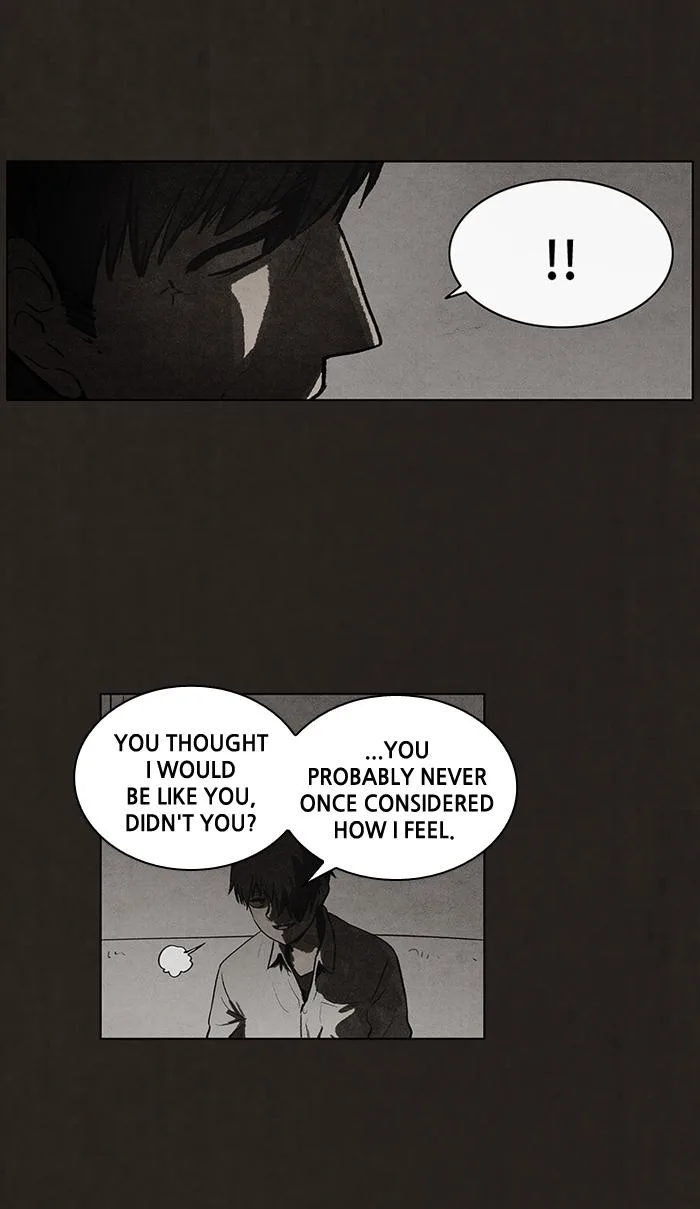 !!
YOU THOUGHT
I WOULD
BE LIKE YOU,
DIDN'T YOU?
...YOU
PROBABLY NEVER
ONCE CONSIDERED
HOW I FEEL.